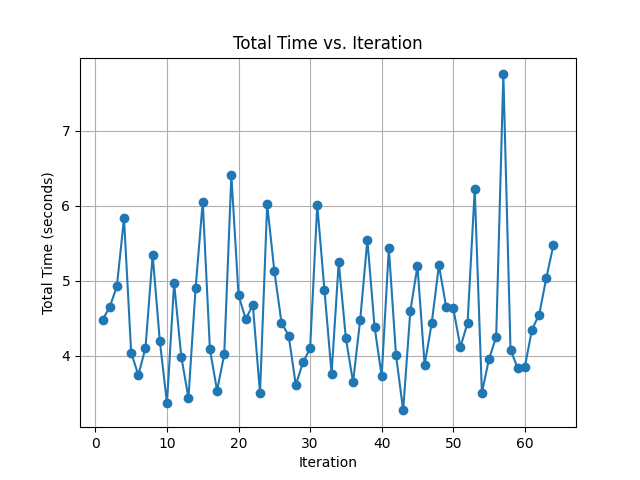 Total Time vs. Iteration
Total Time (seconds)
7
6
5
4
0 10 20 30 40 50 60
Iteration